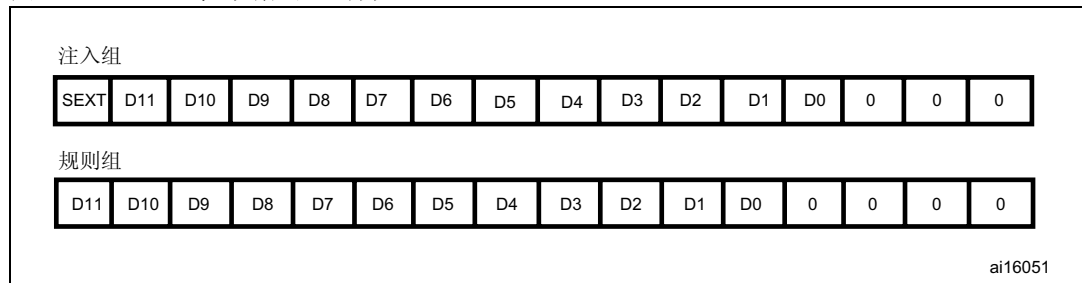 注入组
SEXT D11 D10 D9 D8 D7 D6 D5 D4 D3 D2 D1 D0 0 0 0
规则组
D11 D10 D9 D8 D7 D6 D5 D4 D3 D2 D1 D0 0 0 0 0
ai16051